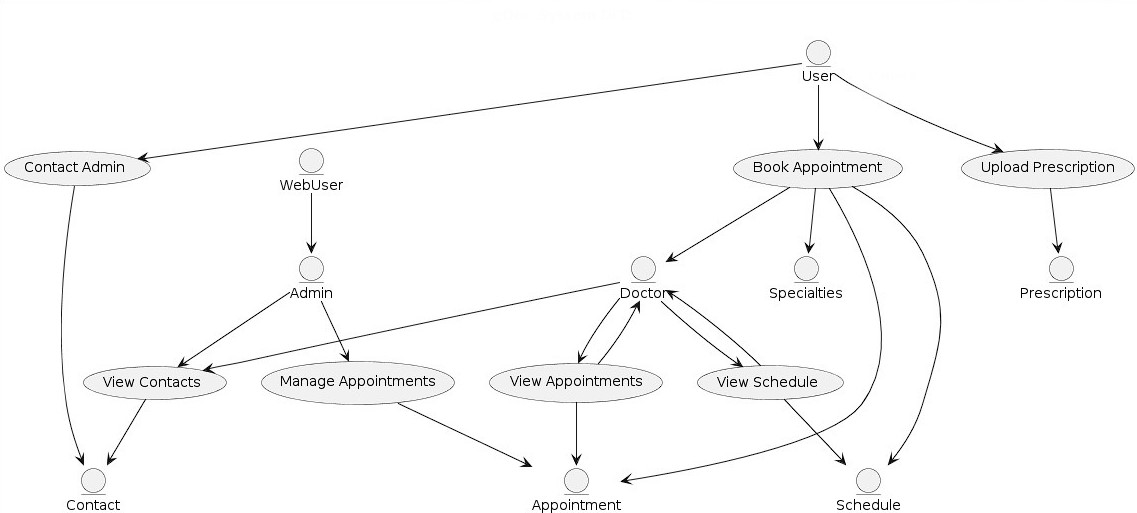 User
Contact Admin
WebUser
Book Appointment
Upload Prescription
Admin
Doctor
Specialties
Prescription
View Contacts
Manage Appointments
View Appointments
View Schedule
Contact
Appointment
Schedule